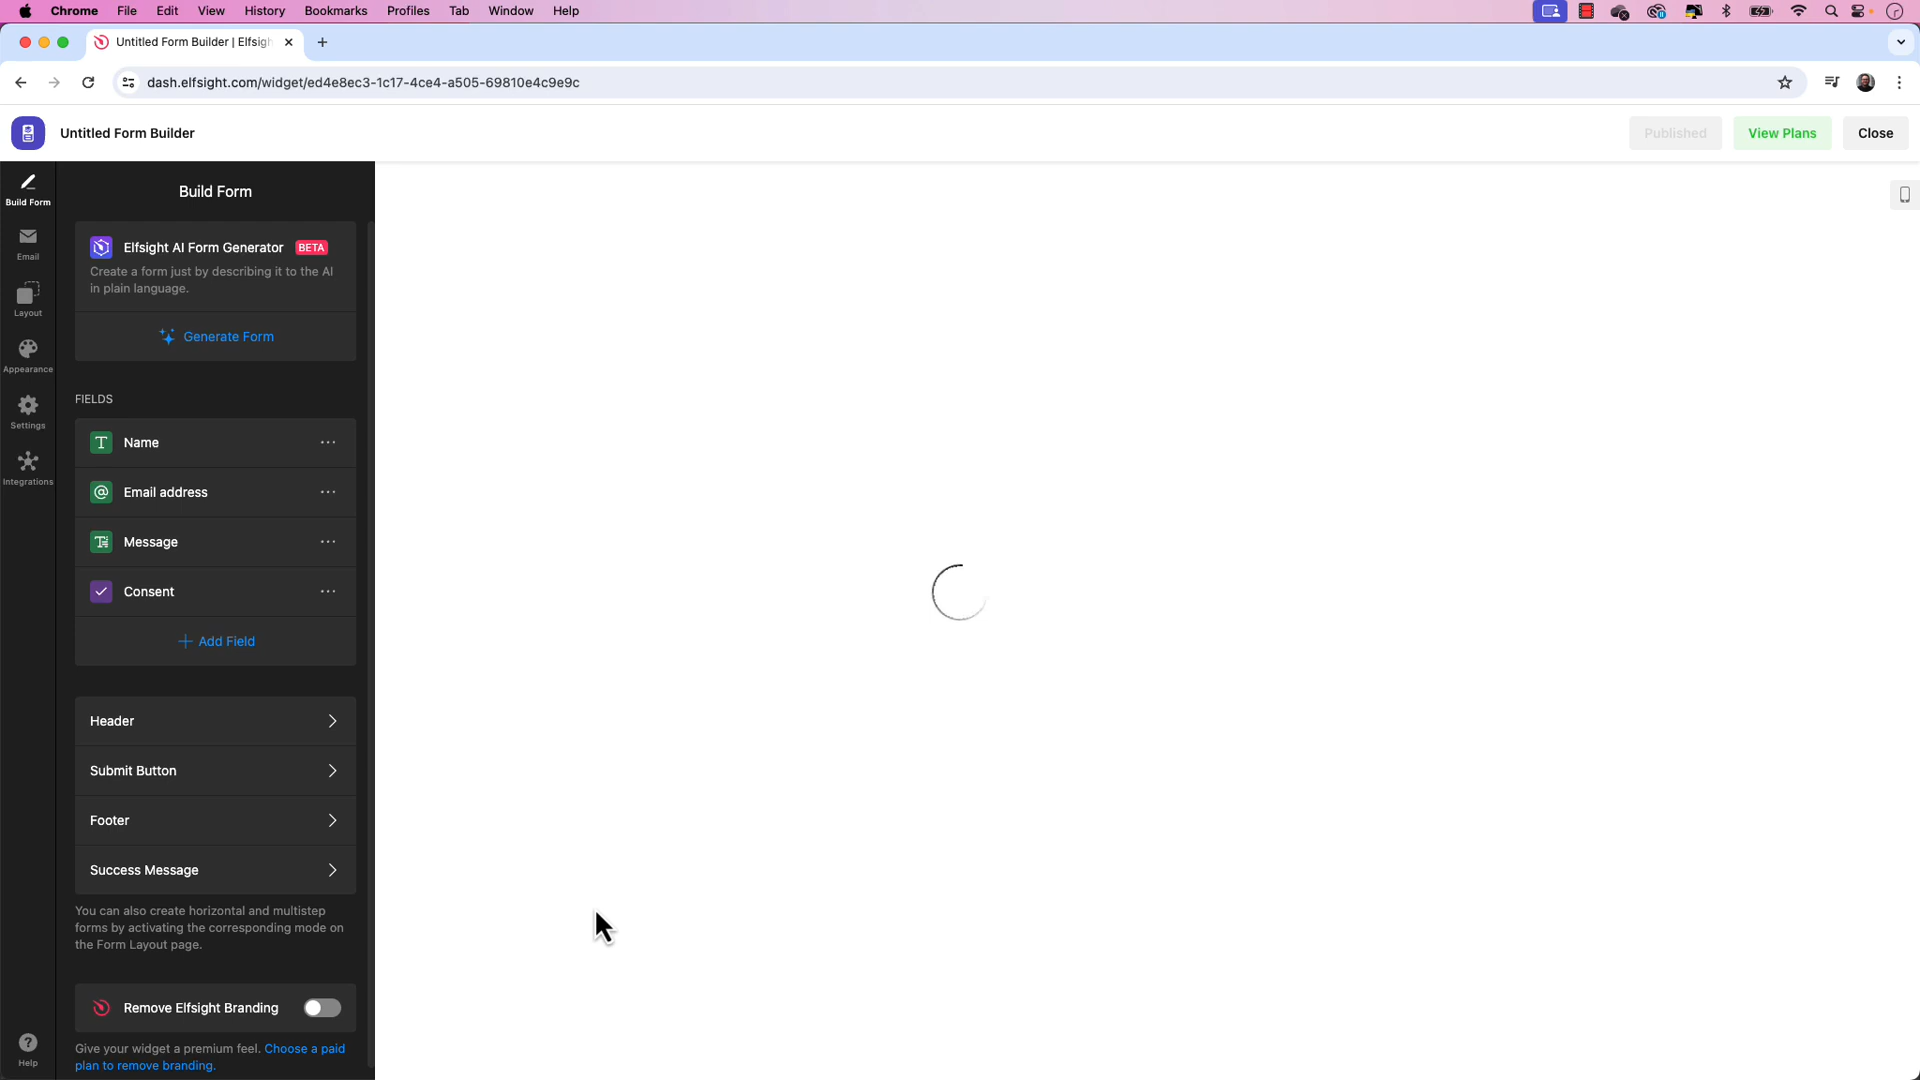 Chrome File Edit View History Bookmarks Profiles Tab Window Help
Untitled Form Builder | Elfsigh
dash.elfsight.com/widget/ed4e8ec3-1c17-4ce4-a505-69810e4c9e9c
Untitled Form Builder
Published
View Plans
Close
Build Form
Email
Layout
Appearance
Settings
Integrations
Help
Build Form
Elfsight AI Form Generator BETA
Create a form just by describing it to the AI
in plain language.
Generate Form
FIELDS
Name
Email address
Message
Consent
Add Field
Header
Submit Button
Footer
Success Message
You can also create horizontal and multistep
forms by activating the corresponding mode on
the Form Layout page.
Remove Elfsight Branding
Give your widget a premium feel. Choose a paid
plan to remove branding.